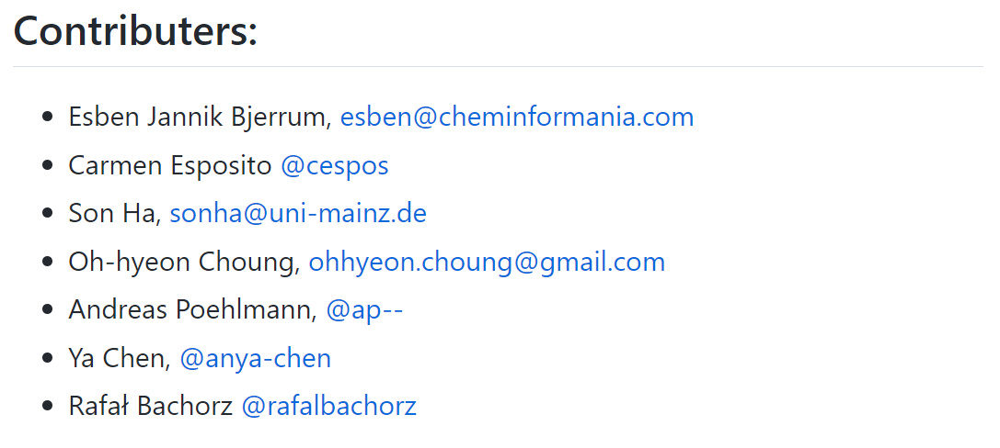 Contributers:
Esben Jannik Bjerrum, esben@cheminformania.com
Carmen Esposito @cespos
Son Ha, sonha@uni-mainz.de
Oh-hyeon Choung, ohhyeon.choung@gmail.com
Andreas Poehlmann, @ap--
Ya Chen, @anya-chen
Rafał Bachorz @rafalbachorz